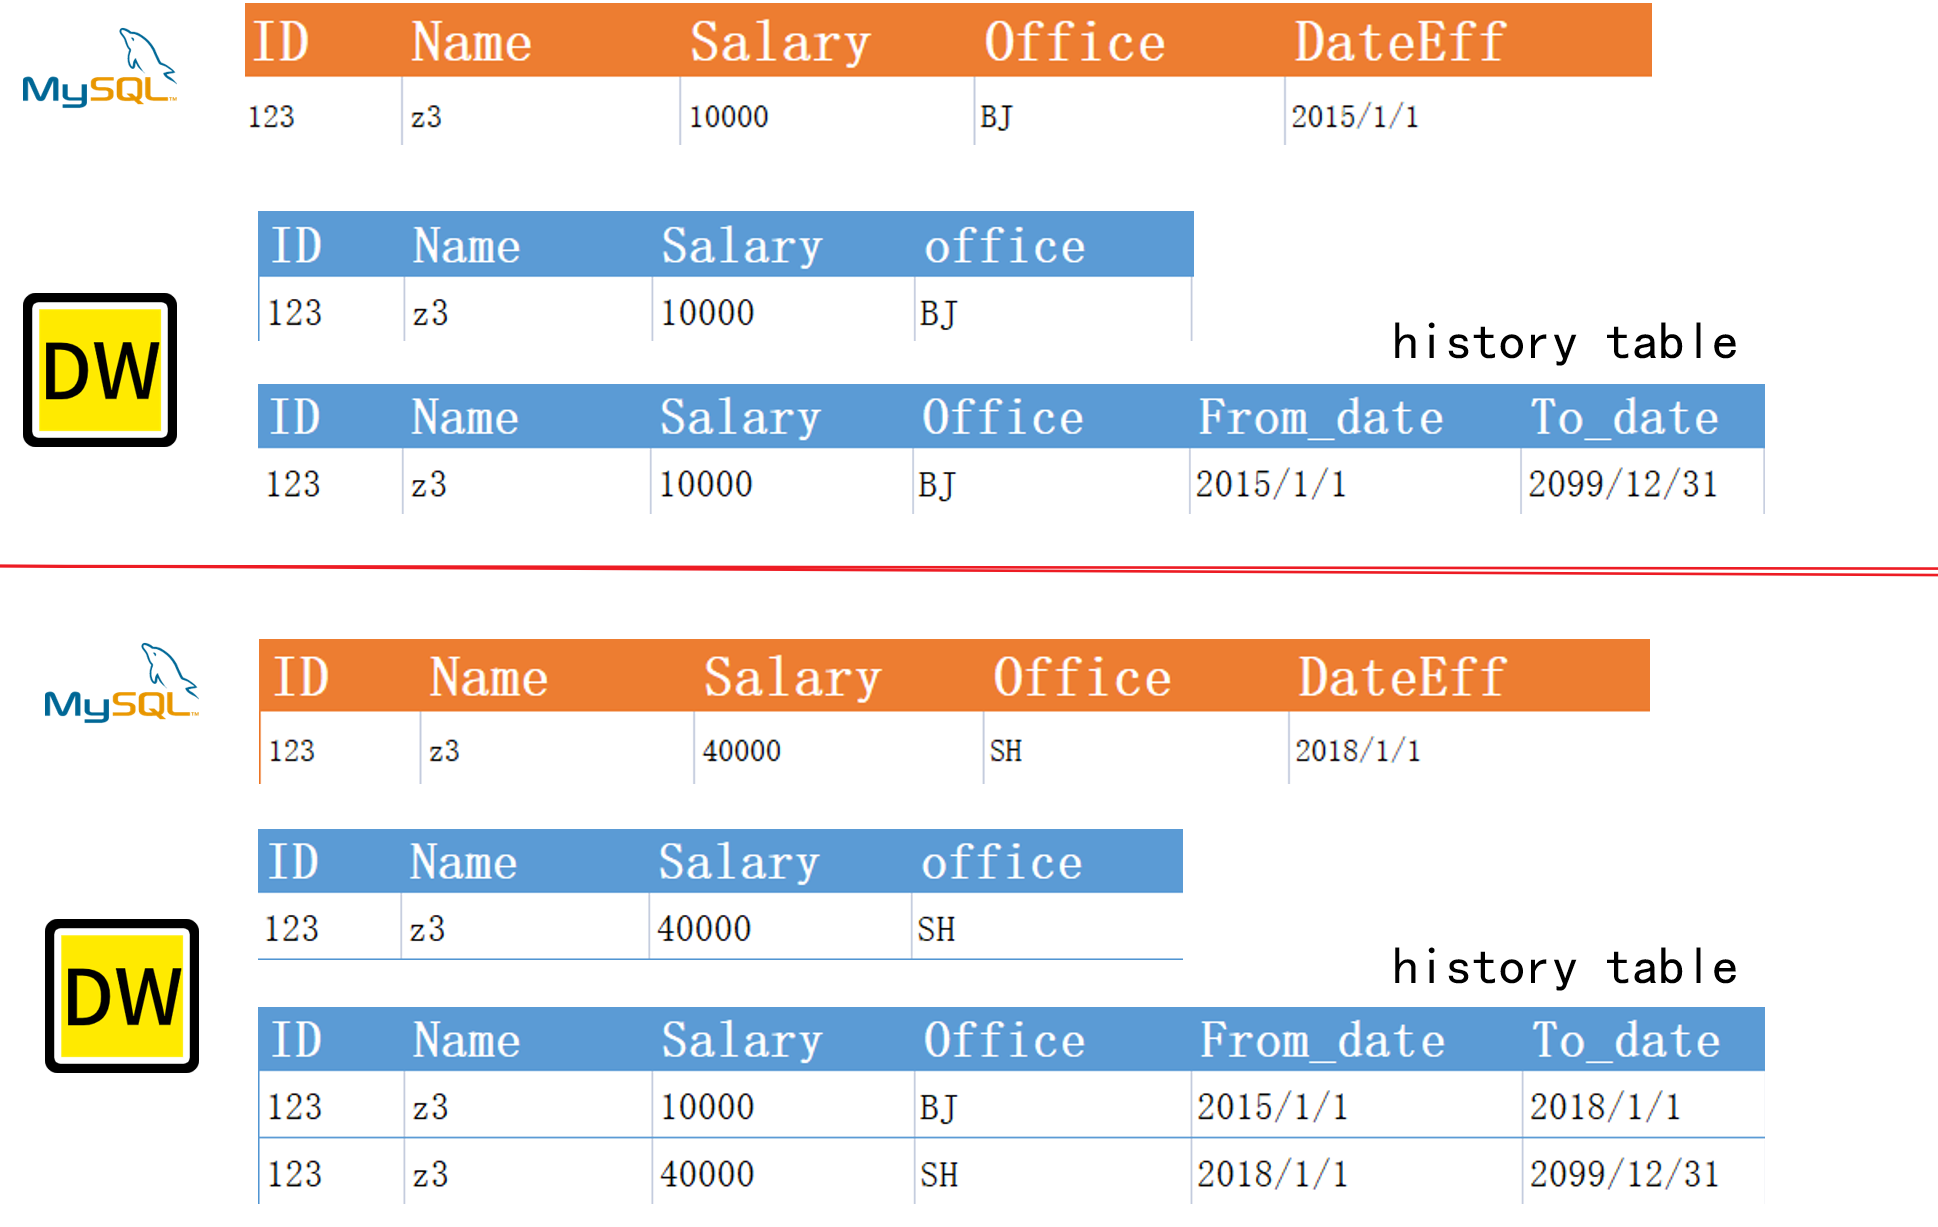 MySQL™
ID Name Salary Office DateEff
123 z3 10000 BJ 2015/1/1
DW
ID Name Salary office
123 z3 10000 BJ
history table
ID Name Salary Office From_date To_date
123 z3 10000 BJ 2015/1/1 2099/12/31
MySQL™
ID Name Salary Office DateEff
123 z3 40000 SH 2018/1/1
DW
ID Name Salary office
123 z3 40000 SH
history table
ID Name Salary Office From_date To_date
123 z3 10000 BJ 2015/1/1 2018/1/1
123 z3 40000 SH 2018/1/1 2099/12/31